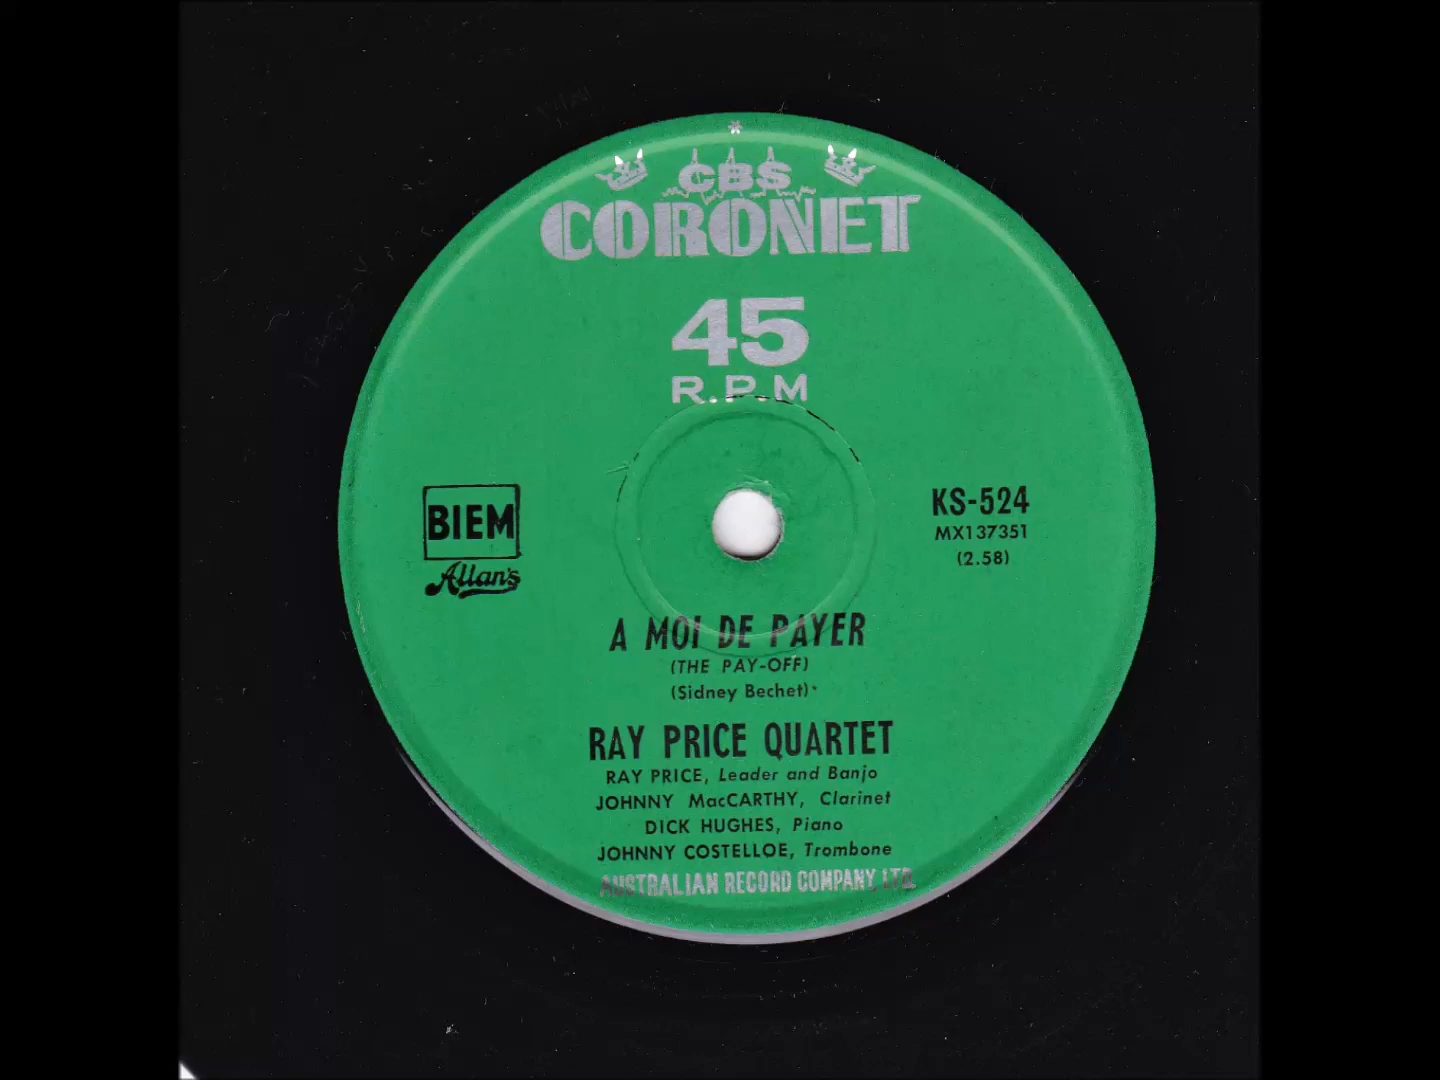 CBS
CORONET
45
R.P.M
BIEM
Allan's
KS-524
MX137351
(2.58)
A MOI DE PAYER
(THE PAY-OFF)
(Sidney Bechet)
RAY PRICE QUARTET
RAY PRICE, Leader and Banjo
JOHNNY MacCARTHY, Clarinet
DICK HUGHES, Piano
JOHNNY COSTELLOE, Trombone
AUSTRALIAN RECORD COMPANY, LTD.